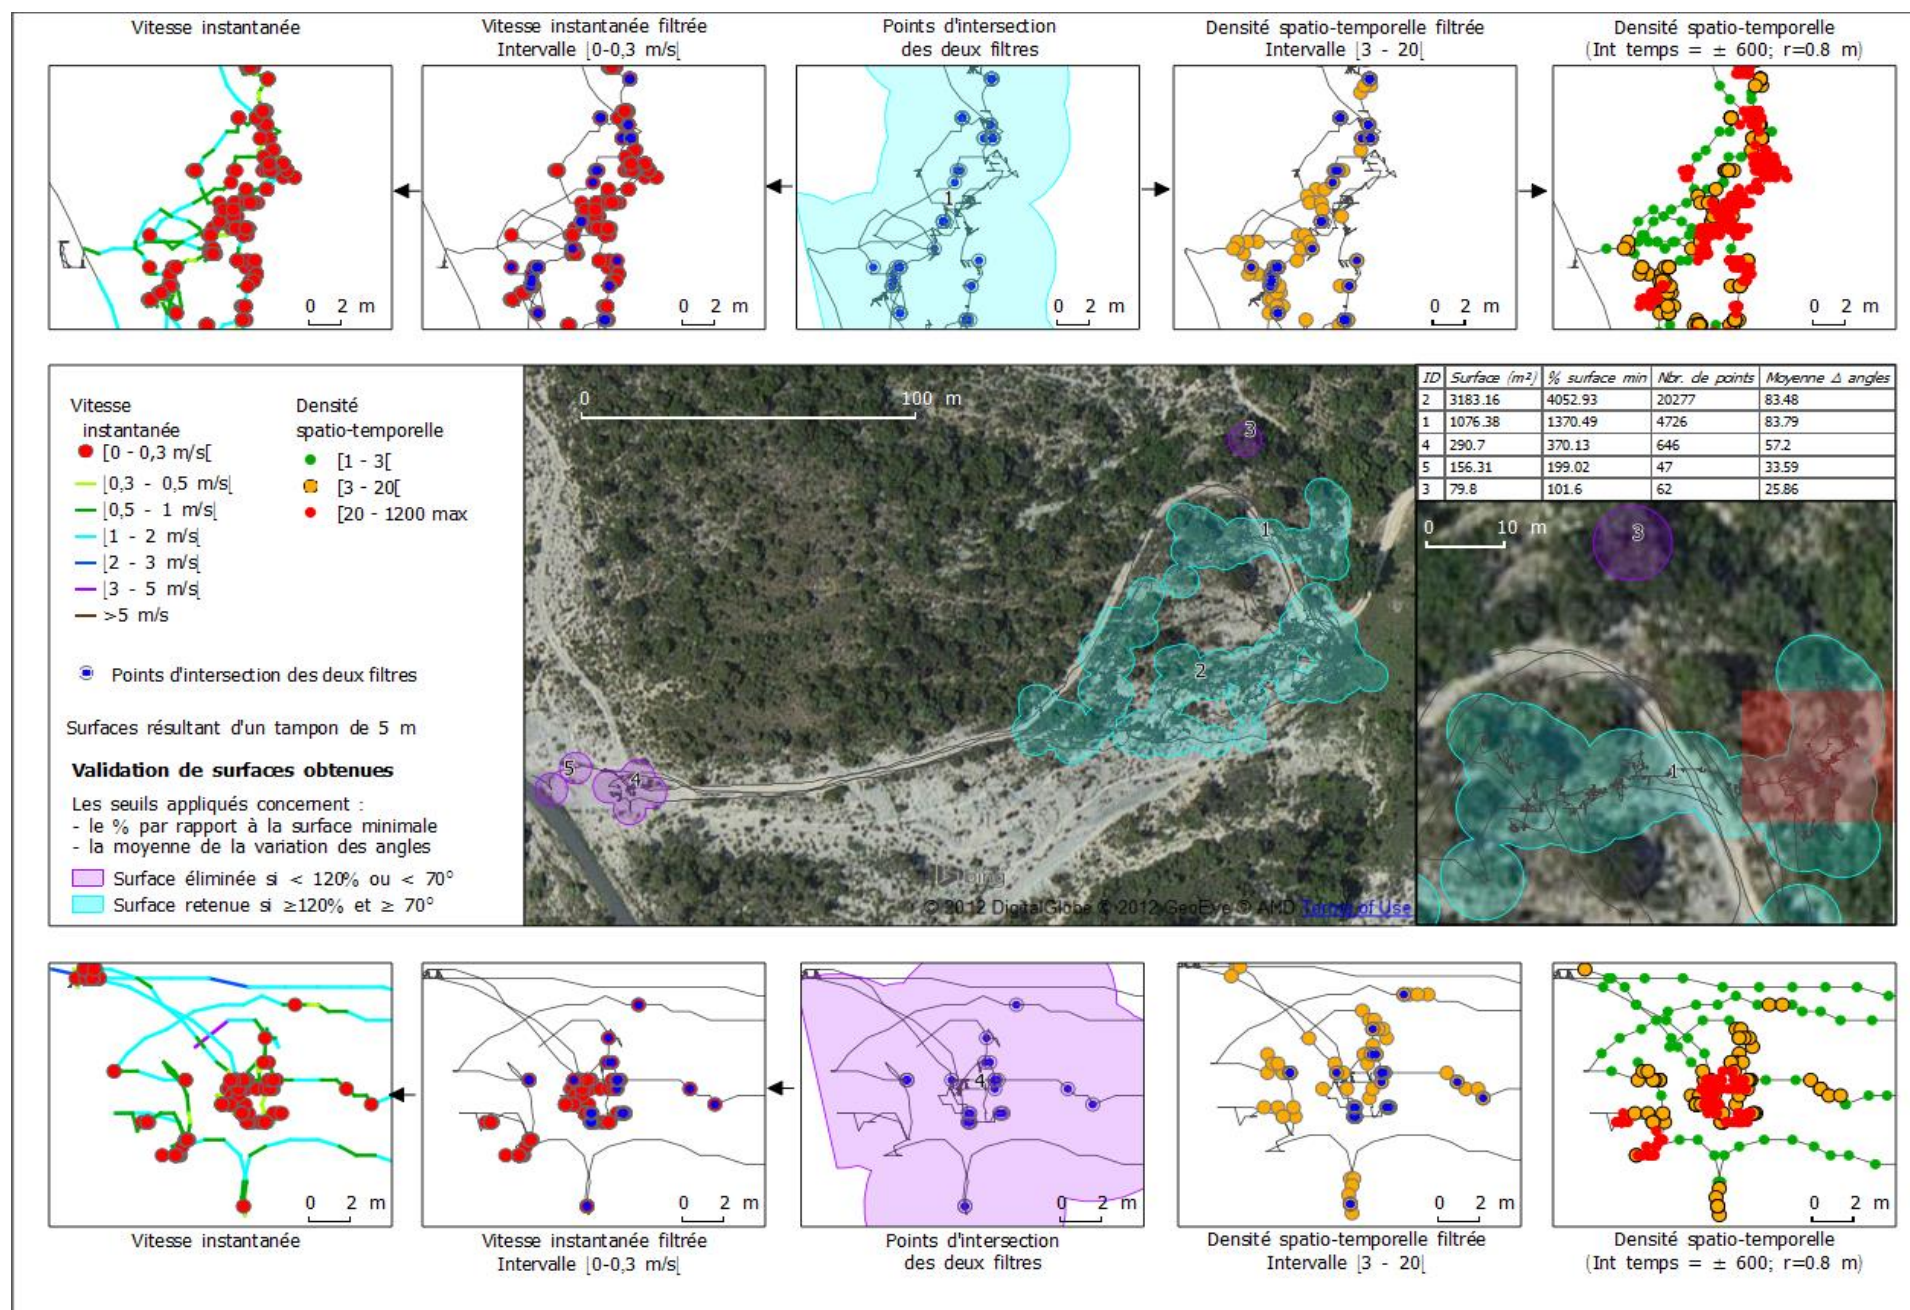 Vitesse instantanée
Vitesse instantanée filtrée
Intervalle [0-0,3 m/s[
Points d'intersection
des deux filtres
Densité spatio-temporelle filtrée
Intervalle [3 - 20[
Densité spatio-temporelle
(Int temps = ± 600; r=0.8 m)
0 2 m
0 2 m
1
0 2 m
0 2 m
0 2 m
Vitesse
instantanée
[0 - 0,3 m/s[
[0,3 - 0,5 m/s[
[0,5 - 1 m/s[
[1 - 2 m/s[
[2 - 3 m/s[
[3 - 5 m/s[
>5 m/s
Densité
spatio-temporelle
[1 - 3[
[3 - 20[
[20 - 1200 max
Points d'intersection des deux filtres
Surfaces résultant d'un tampon de 5 m
Validation de surfaces obtenues
Les seuils appliqués concernent :
- le % par rapport à la surface minimale
- la moyenne de la variation des angles
Surface éliminée si < 120% ou < 70°
Surface retenue si ≥120% et ≥ 70°
0 100 m
3
1
2
5
4
bing
© 2012 DigitalGlobe © 2012 GeoEye © AND Terms of Use
ID Surface (m²) % surface min Nbr. de points Moyenne Δ angles
2 3183.16 4052.93 20277 83.48
1 1076.38 1370.49 4726 83.79
4 290.7 370.13 646 57.2
5 156.31 199.02 47 33.59
3 79.8 101.6 62 25.86
0 10 m
3
1
0 2 m
0 2 m
4
0 2 m
0 2 m
0 2 m
Vitesse instantanée
Vitesse instantanée filtrée
Intervalle [0-0,3 m/s[
Points d'intersection
des deux filtres
Densité spatio-temporelle filtrée
Intervalle [3 - 20[
Densité spatio-temporelle
(Int temps = ± 600; r=0.8 m)